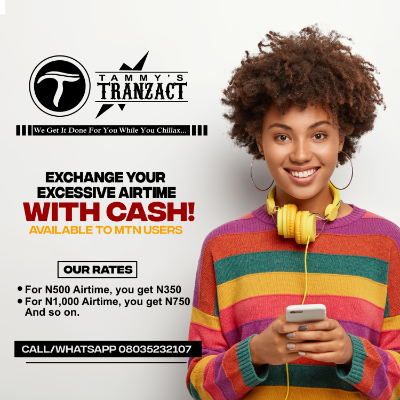 TAMMY'S
TRANZACT
We Get It Done For You While You Chillax...
EXCHANGE YOUR
EXCESSIVE AIRTIME
WITH CASH!
AVAILABLE TO MTN USERS
OUR RATES
• For N500 Airtime, you get N350
• For N1,000 Airtime, you get N750
And so on.
CALL/WHATSAPP 08035232107